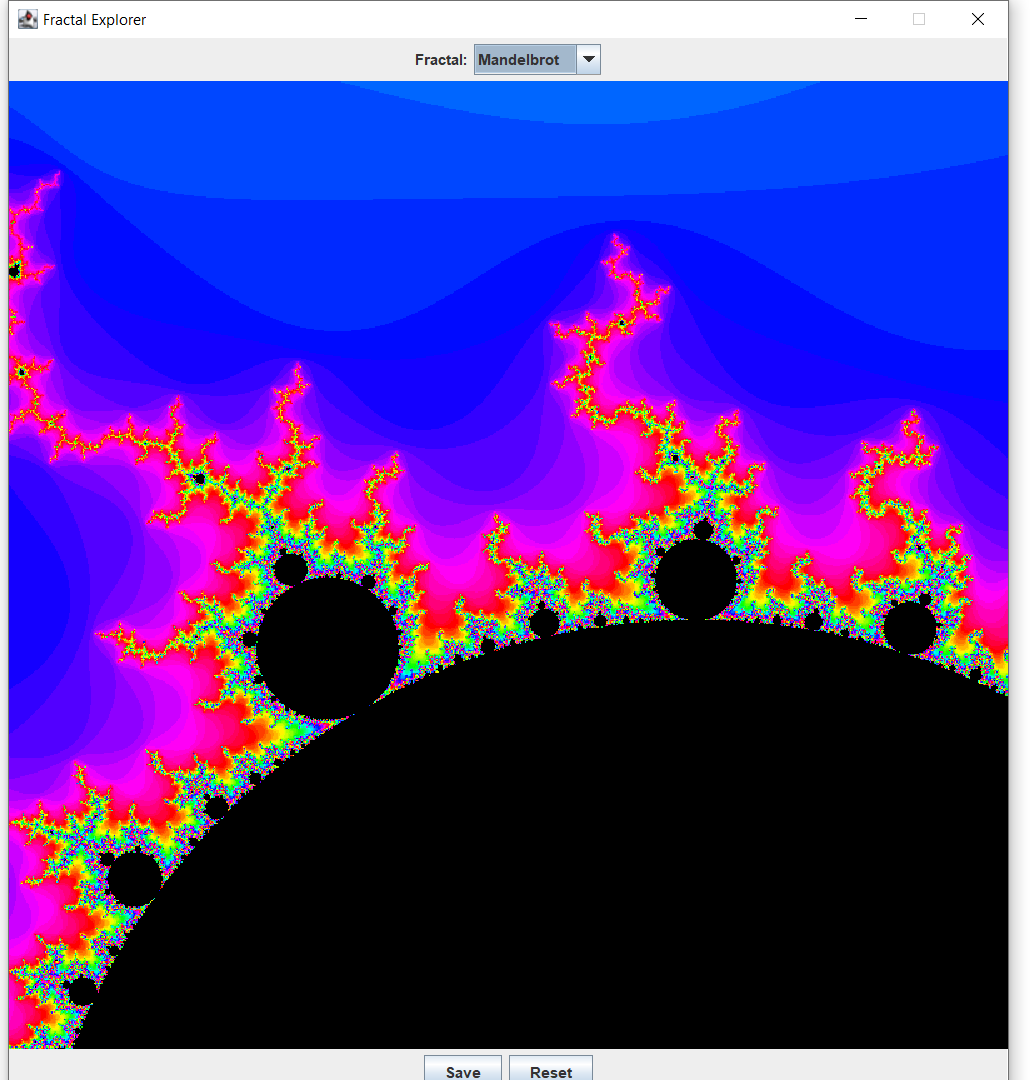 Fractal Explorer
Fractal: Mandelbrot
Save Reset